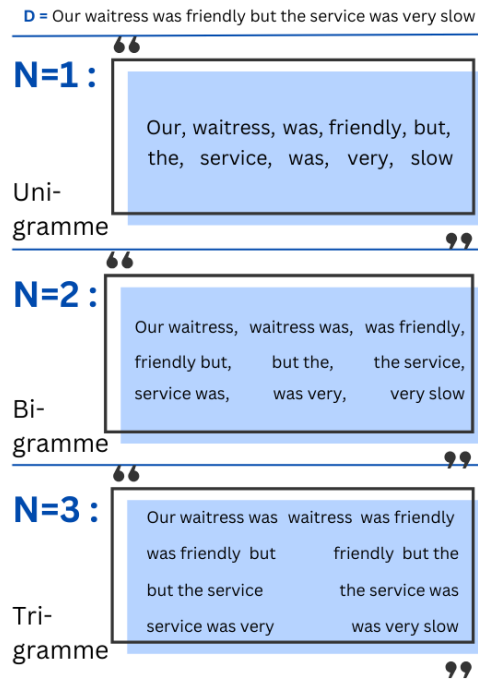 D = Our waitress was friendly but the service was very slow
“
N=1 :
Our, waitress, was, friendly, but,
the, service, was, very, slow
Uni-
gramme
”
“
N=2 :
Our waitress, waitress was, was friendly,
friendly but, but the, the service,
service was, was very, very slow
Bi-
gramme
”
“
N=3 :
Our waitress was waitress was friendly
was friendly but friendly but the
but the service the service was
service was very was very slow
Tri-
gramme
”